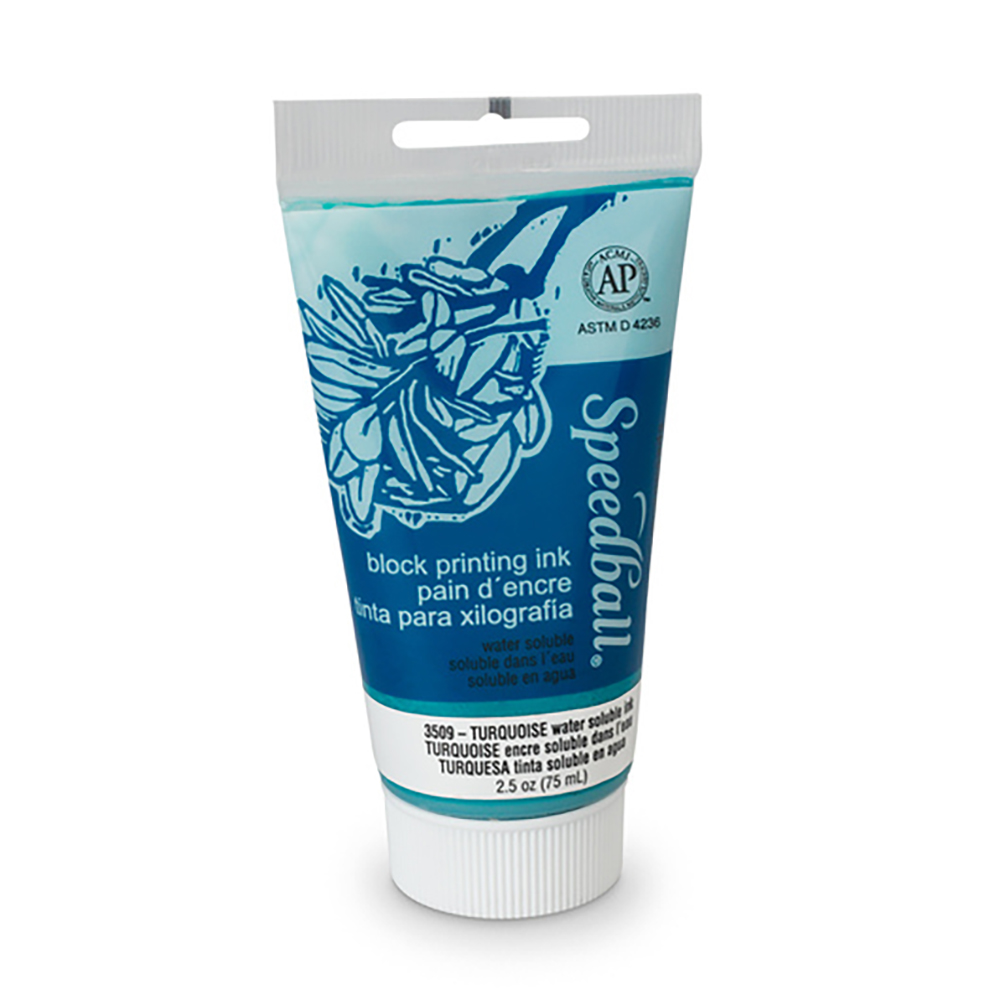 ACMI
AP
ASTM D 4236
Speedball®
block printing ink
pain d´encre
tinta para xilografía
water soluble
soluble dans l´eau
soluble en agua
3509 – TURQUOISE water soluble ink
TURQUOISE encre soluble dans l'eau
TURQUESA tinta soluble en agua
2.5 oz (75 mL)